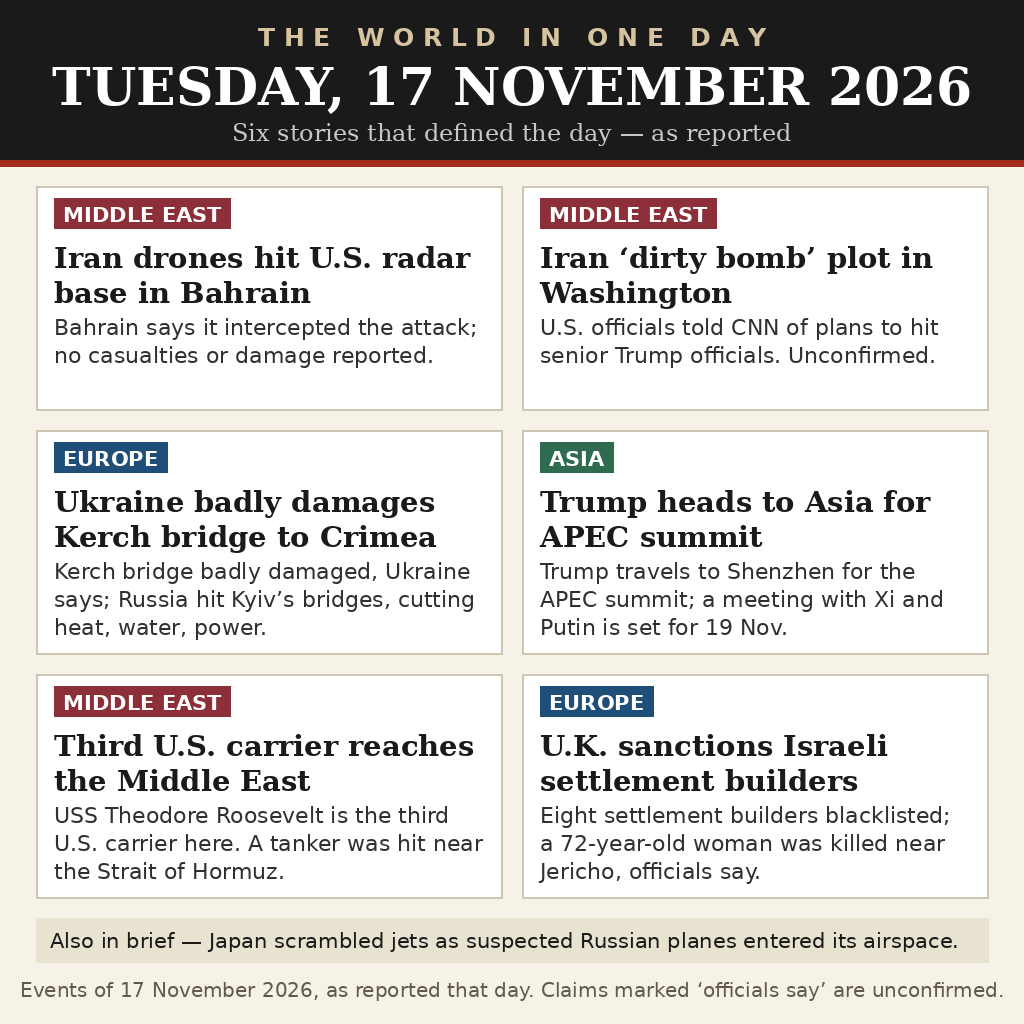 THE WORLD IN ONE DAY
TUESDAY, 17 NOVEMBER 2026
Six stories that defined the day — as reported
MIDDLE EAST
Iran drones hit U.S. radar
base in Bahrain
Bahrain says it intercepted the attack;
no casualties or damage reported.
MIDDLE EAST
Iran ‘dirty bomb’ plot in
Washington
U.S. officials told CNN of plans to hit
senior Trump officials. Unconfirmed.
EUROPE
Ukraine badly damages
Kerch bridge to Crimea
Kerch bridge badly damaged, Ukraine
says; Russia hit Kyiv’s bridges, cutting
heat, water, power.
ASIA
Trump heads to Asia for
APEC summit
Trump travels to Shenzhen for the
APEC summit; a meeting with Xi and
Putin is set for 19 Nov.
MIDDLE EAST
Third U.S. carrier reaches
the Middle East
USS Theodore Roosevelt is the third
U.S. carrier here. A tanker was hit near
the Strait of Hormuz.
EUROPE
U.K. sanctions Israeli
settlement builders
Eight settlement builders blacklisted;
a 72-year-old woman was killed near
Jericho, officials say.
Also in brief — Japan scrambled jets as suspected Russian planes entered its airspace.
Events of 17 November 2026, as reported that day. Claims marked ‘officials say’ are unconfirmed.